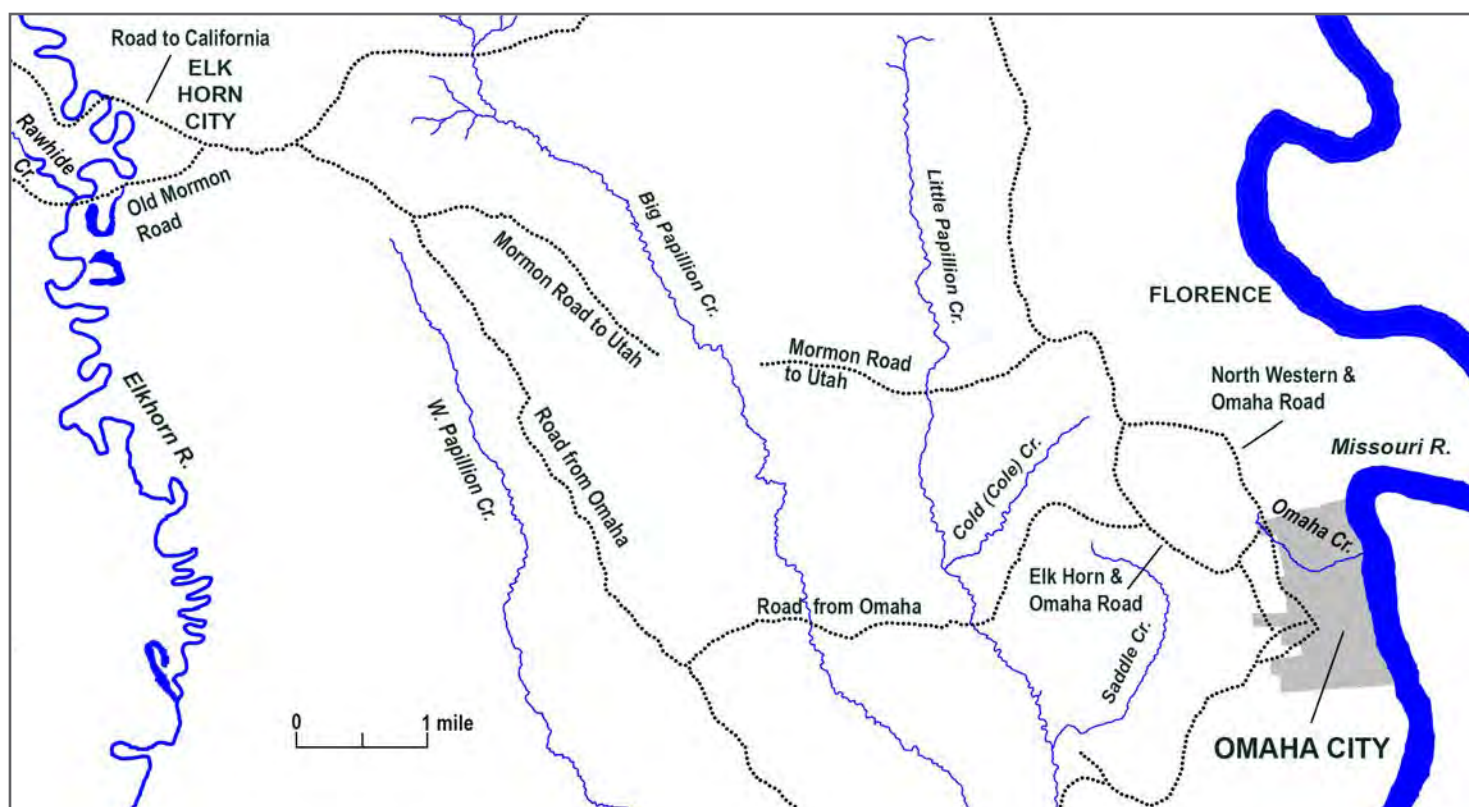 Road to California
ELK
HORN
CITY
Rawhide
Cr.
Old Mormon
Road
Elkhorn R.
Mormon Road to Utah
Big Papillion Cr.
W. Papillion Cr.
Road from Omaha
Little Papillion Cr.
FLORENCE
Mormon Road
to Utah
North Western &
Omaha Road
Missouri R.
Cold (Cole) Cr.
Omaha Cr.
Elk Horn &
Omaha Road
Road from Omaha
Saddle Cr.
0 1 mile
OMAHA CITY